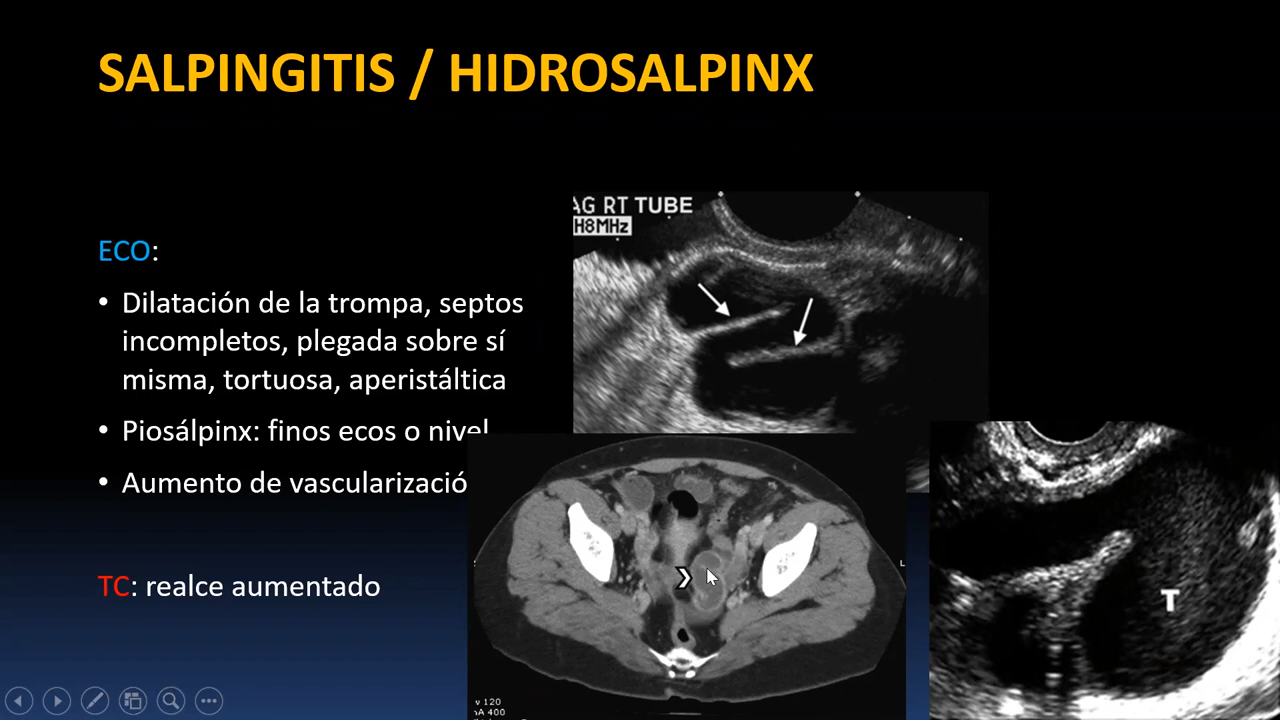 SALPINGITIS / HIDROSALPINX
ECO:
• Dilatación de la trompa, septos
incompletos, plegada sobre sí
misma, tortuosa, aperistáltica
• Piosálpinx: finos ecos o nivel
• Aumento de vascularizació
TC: realce aumentado
AG RT TUBE
H8MHz
L
T
v 120
nA 400